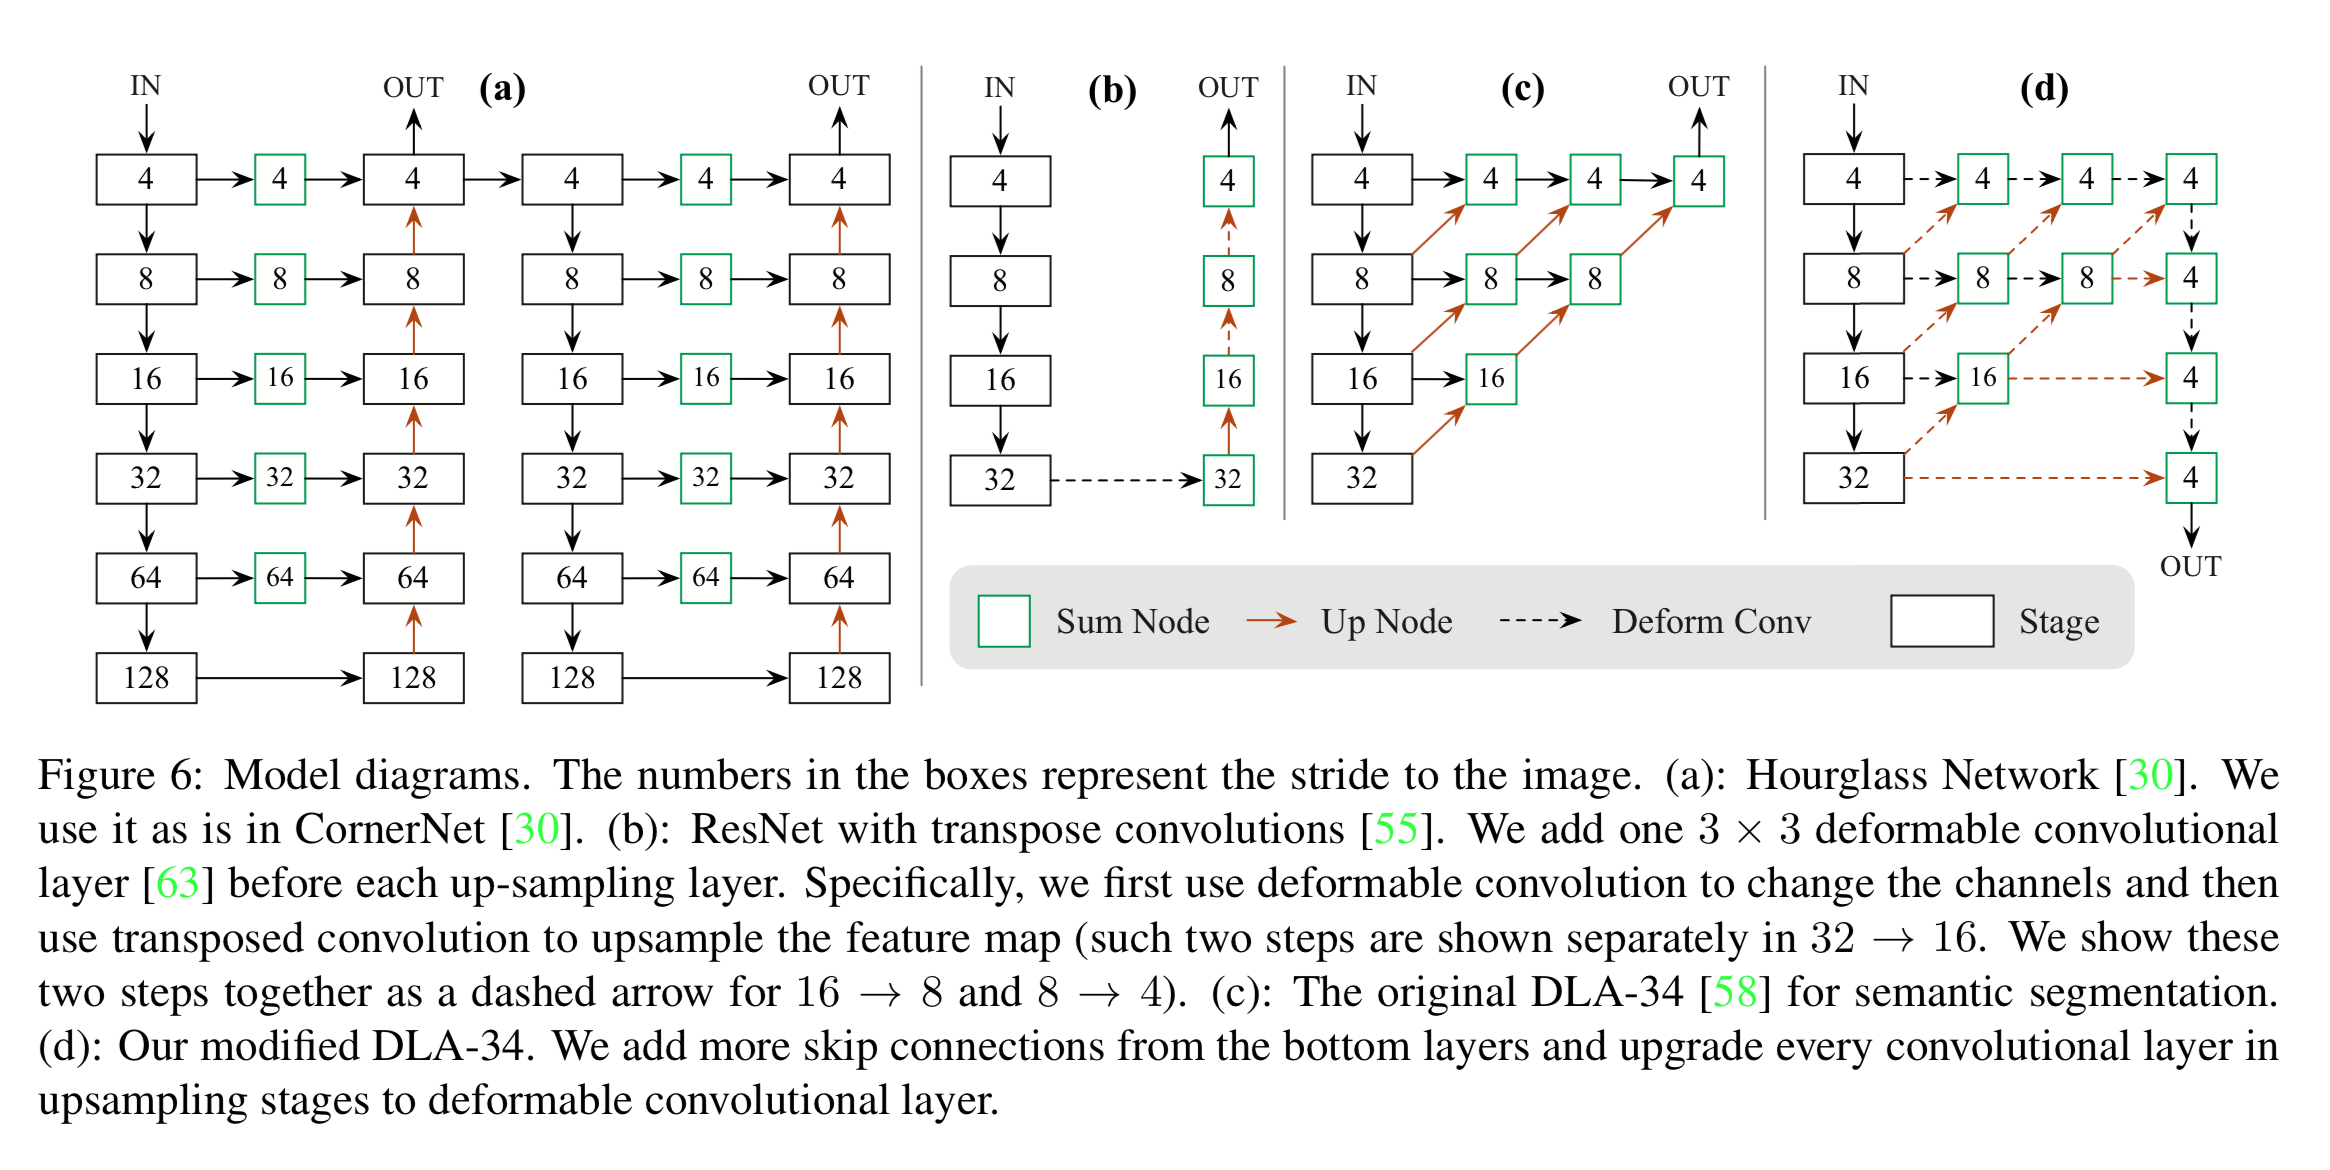 IN OUT (a) OUT
4 4 4 4 4 4
8 8 8 8 8 8
16 16 16 16 16 16
32 32 32 32 32 32
64 64 64 64 64 64
128 128 128 128
IN (b) OUT
4 4
8 8
16 16
32 32
IN (c) OUT
4 4 4 4
8 8 8
16 16
32
IN (d)
4 4 4 4
8 8 8 4
16 16 4
32 4
OUT
Sum Node Up Node Deform Conv Stage
Figure 6: Model diagrams. The numbers in the boxes represent the stride to the image. (a): Hourglass Network [30]. We
use it as is in CornerNet [30]. (b): ResNet with transpose convolutions [55]. We add one 3 × 3 deformable convolutional
layer [63] before each up-sampling layer. Specifically, we first use deformable convolution to change the channels and then
use transposed convolution to upsample the feature map (such two steps are shown separately in 32 → 16. We show these
two steps together as a dashed arrow for 16 → 8 and 8 → 4). (c): The original DLA-34 [58] for semantic segmentation.
(d): Our modified DLA-34. We add more skip connections from the bottom layers and upgrade every convolutional layer in
upsampling stages to deformable convolutional layer.